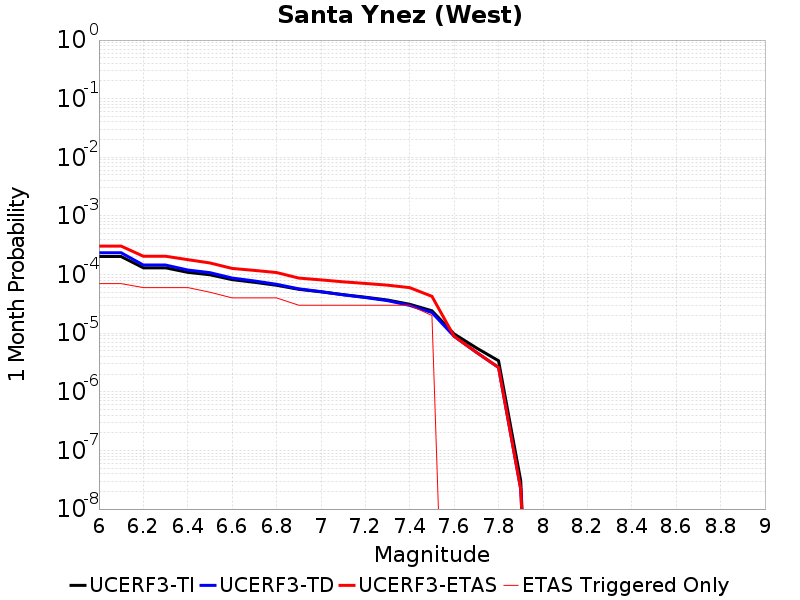 Santa Ynez (West)
1 Month Probability
10^0
10^-1
10^-2
10^-3
10^-4
10^-5
10^-6
10^-7
10^-8
6 6.2 6.4 6.6 6.8 7 7.2 7.4 7.6 7.8 8 8.2 8.4 8.6 8.8 9
Magnitude
UCERF3-TI UCERF3-TD UCERF3-ETAS ETAS Triggered Only